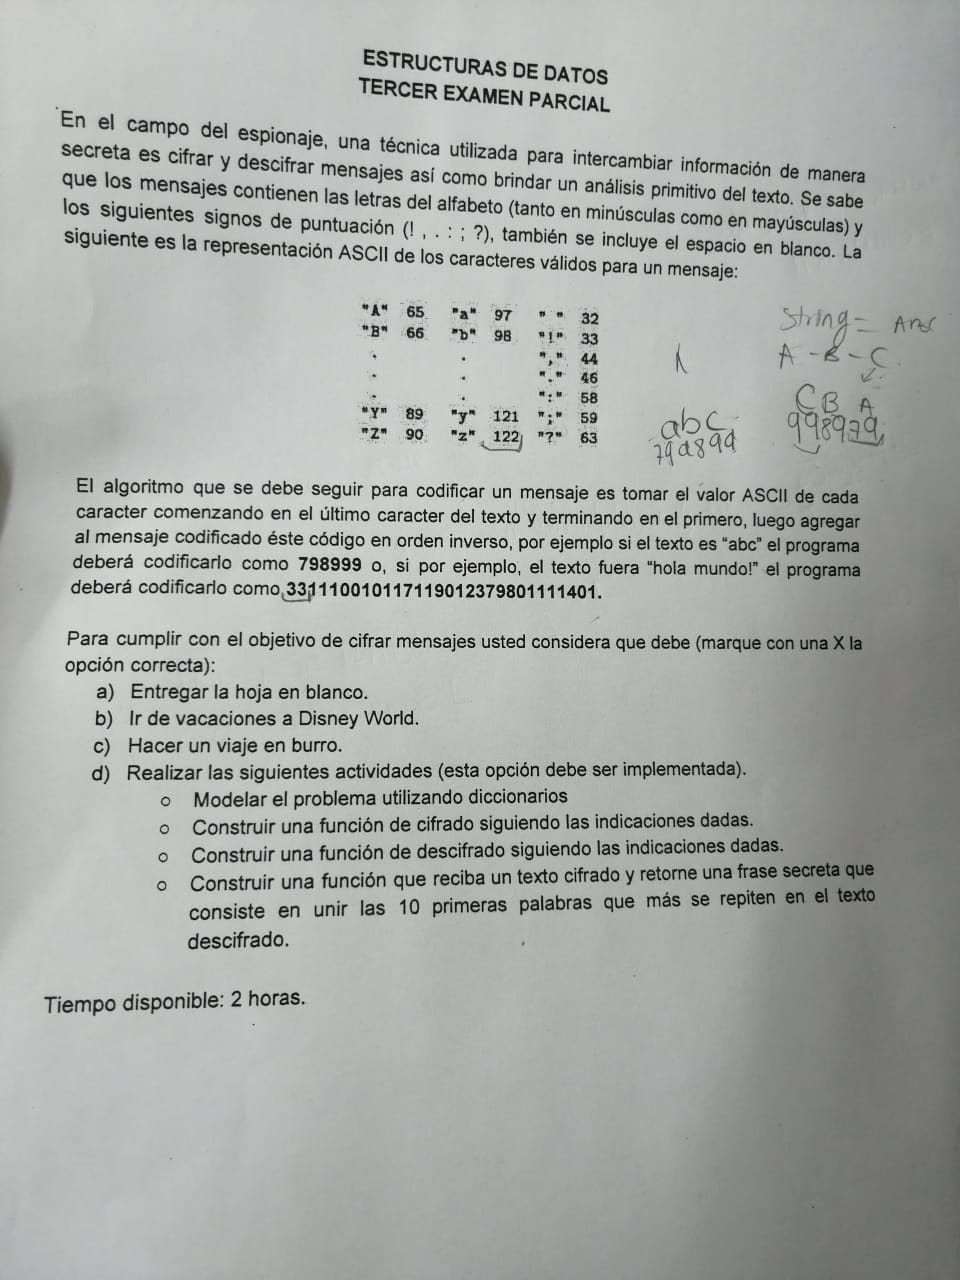 ESTRUCTURAS DE DATOS
TERCER EXAMEN PARCIAL
En el campo del espionaje, una técnica utilizada para intercambiar información de manera
secreta es cifrar y descifrar mensajes así como brindar un análisis primitivo del texto. Se sabe
que los mensajes contienen las letras del alfabeto (tanto en minúsculas como en mayúsculas) y
los siguientes signos de puntuación (! , . : ; ?), también se incluye el espacio en blanco. La
siguiente es la representación ASCII de los caracteres válidos para un mensaje:
"A" 65 "a" 97 " " 32
"B" 66 "b" 98 "!" 33
. . "," 44
. . "." 46
. . ":" 58
"Y" 89 "y" 121 ";" 59
"Z" 90 "z" 122 "?" 63
String =
A - B - C
C B A
998979
abc
El algoritmo que se debe seguir para codificar un mensaje es tomar el valor ASCII de cada
caracter comenzando en el último caracter del texto y terminando en el primero, luego agregar
al mensaje codificado éste código en orden inverso, por ejemplo si el texto es “abc” el programa
deberá codificarlo como 798999 o, si por ejemplo, el texto fuera “hola mundo!” el programa
deberá codificarlo como 331110010117119012379801111401.
Para cumplir con el objetivo de cifrar mensajes usted considera que debe (marque con una X la
opción correcta):
a) Entregar la hoja en blanco.
b) Ir de vacaciones a Disney World.
c) Hacer un viaje en burro.
d) Realizar las siguientes actividades (esta opción debe ser implementada).
o Modelar el problema utilizando diccionarios
o Construir una función de cifrado siguiendo las indicaciones dadas.
o Construir una función de descifrado siguiendo las indicaciones dadas.
o Construir una función que reciba un texto cifrado y retorne una frase secreta que
consiste en unir las 10 primeras palabras que más se repiten en el texto
descifrado.
Tiempo disponible: 2 horas.